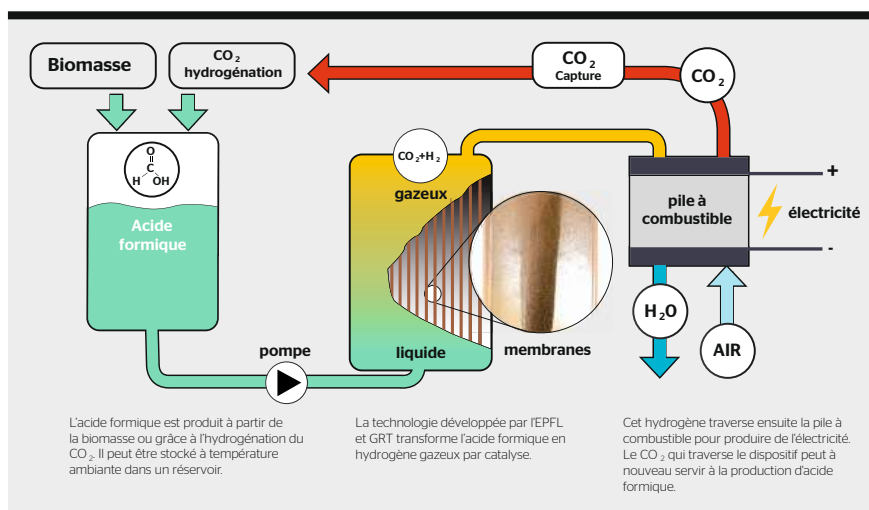 Biomasse
CO2
hydrogénation
CO2
Capture
CO2
O
C
H OH
Acide
formique
CO2+H2
gazeux
liquide
membranes
pompe
pile à
combustible
+
électricité
-
H2O
AIR
L'acide formique est produit à partir de
la biomasse ou grâce à l'hydrogénation du
CO2. Il peut être stocké à température
ambiante dans un réservoir.
La technologie développée par l'EPFL
et GRT transforme l'acide formique en
hydrogène gazeux par catalyse.
Cet hydrogène traverse ensuite la pile à
combustible pour produire de l'électricité.
Le CO2 qui traverse le dispositif peut à
nouveau servir à la production d'acide
formique.